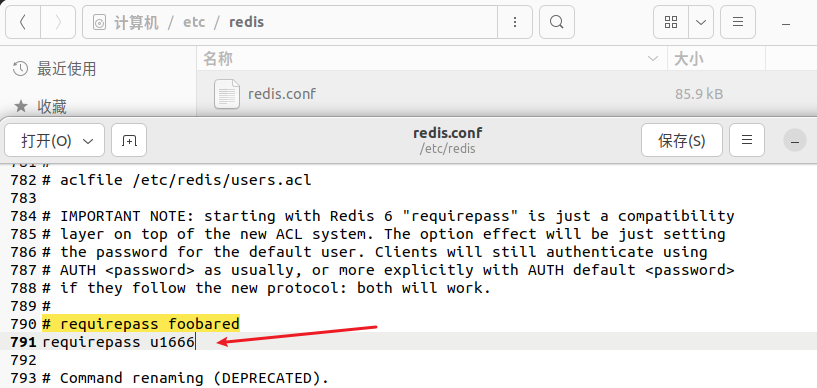 计算机 / etc / redis
名称 大小
最近使用
redis.conf 85.9 kB
收藏
打开(O) redis.conf 保存(S)
/etc/redis
781 #
782 # aclfile /etc/redis/users.acl
783
784 # IMPORTANT NOTE: starting with Redis 6 "requirepass" is just a compatibility
785 # layer on top of the new ACL system. The option effect will be just setting
786 # the password for the default user. Clients will still authenticate using
787 # AUTH <password> as usually, or more explicitly with AUTH default <password>
788 # if they follow the new protocol: both will work.
789 #
790 # requirepass foobared
791 requirepass u1666
792
793 # Command renaming (DEPRECATED).